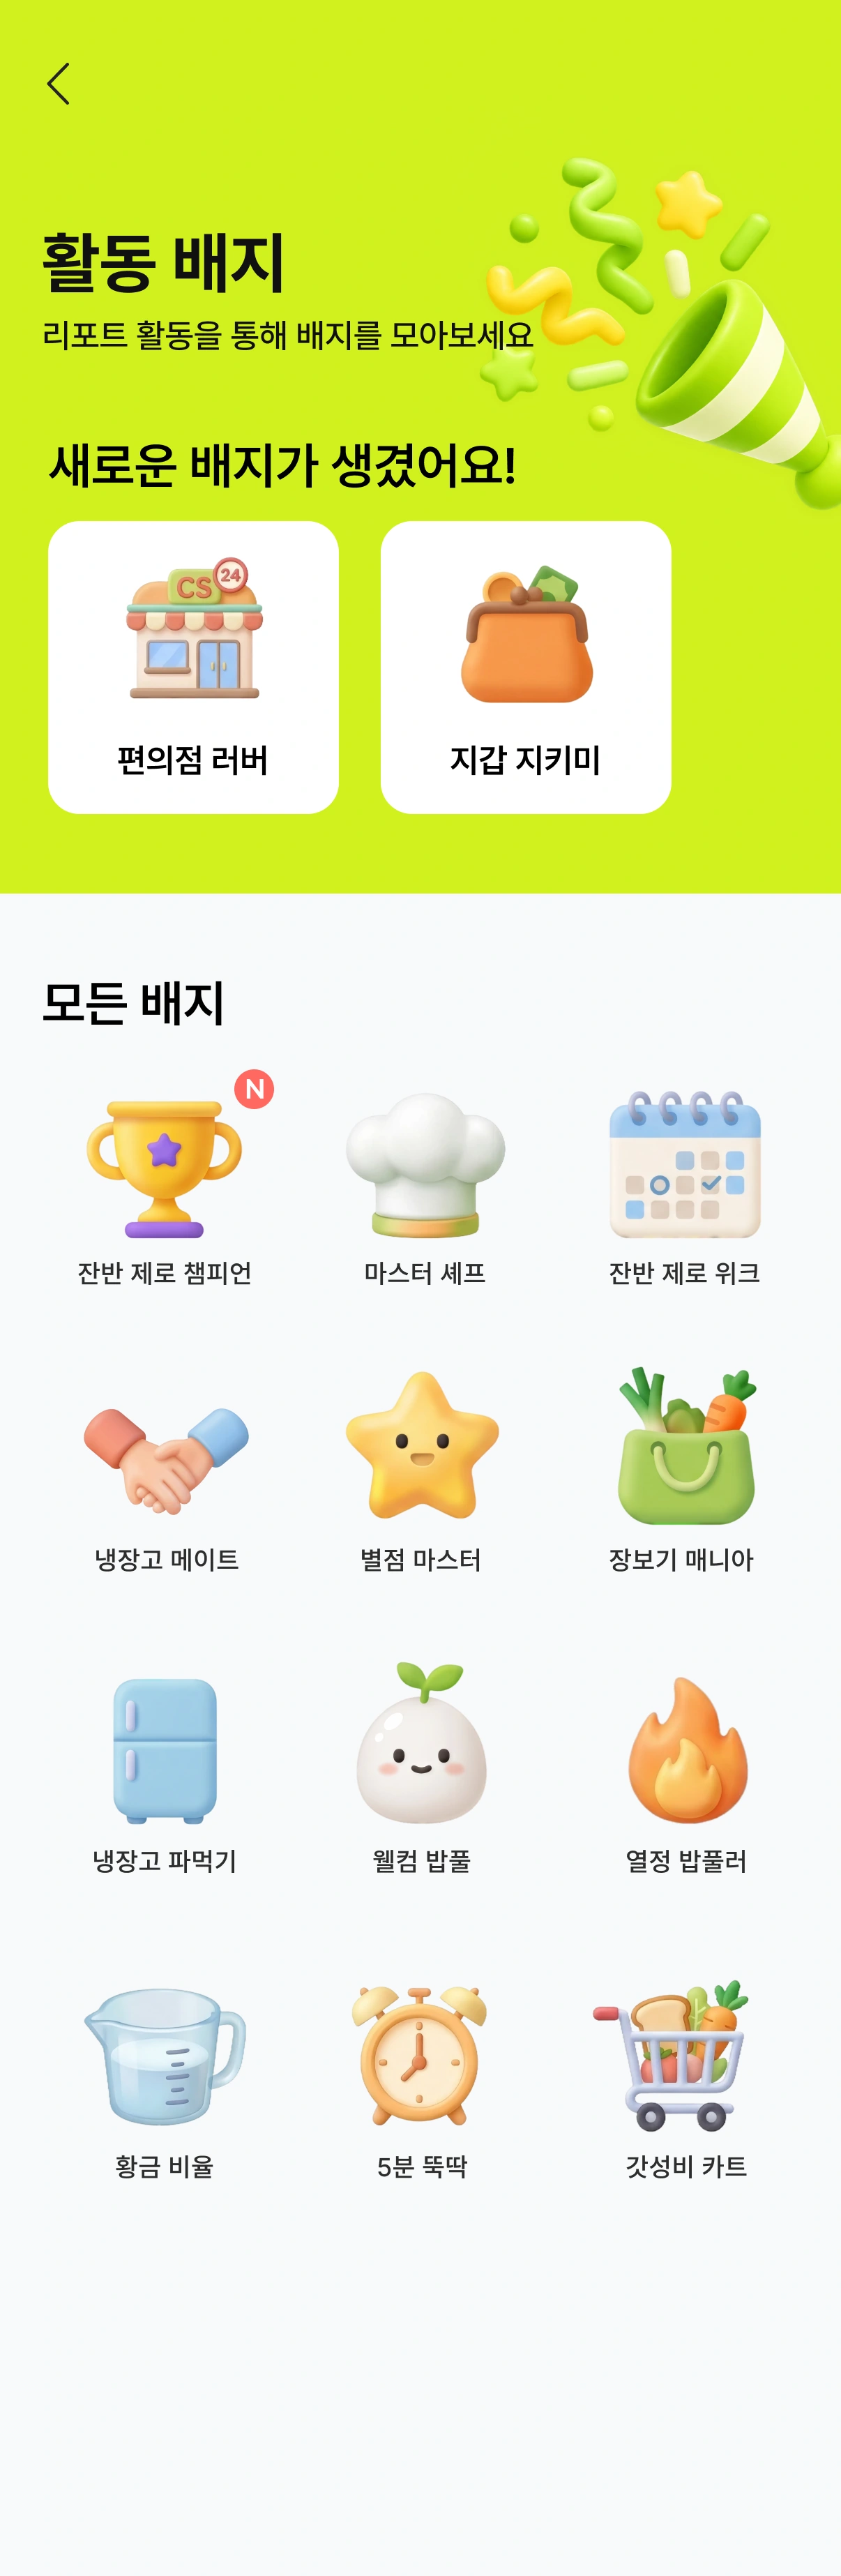 활동 배지
리포트 활동을 통해 배지를 모아보세요
새로운 배지가 생겼어요!
CS 24
편의점 러버
지갑 지키미
모든 배지
N
잔반 제로 챔피언
마스터 셰프
잔반 제로 위크
냉장고 메이트
별점 마스터
장보기 매니아
냉장고 파먹기
웰컴 밥풀
열정 밥풀러
황금 비율
5분 뚝딱
갓성비 카트